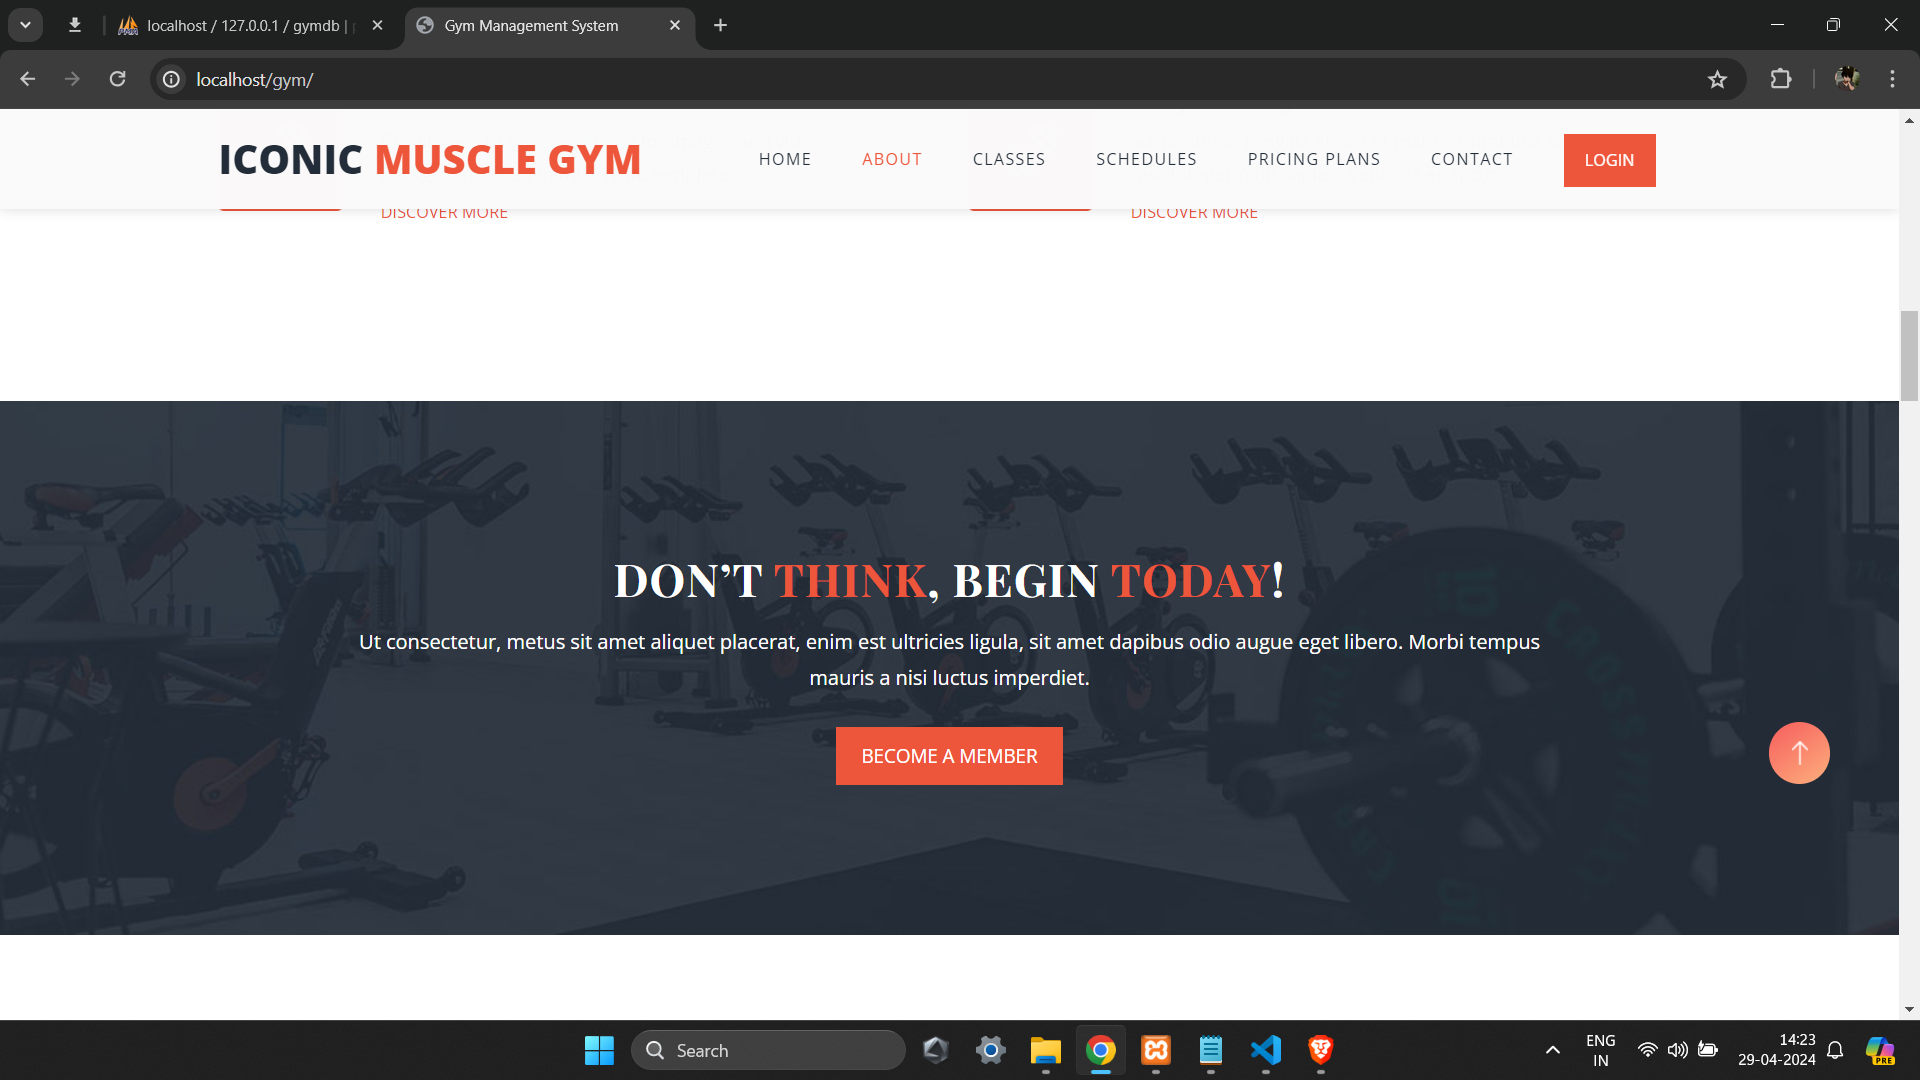 localhost / 127.0.0.1 / gymdb |
Gym Management System
localhost/gym/
ICONIC MUSCLE GYM
HOME
ABOUT
CLASSES
SCHEDULES
PRICING PLANS
CONTACT
LOGIN
DISCOVER MORE
DISCOVER MORE
DON’T THINK, BEGIN TODAY!
Ut consectetur, metus sit amet aliquet placerat, enim est ultricies ligula, sit amet dapibus odio augue eget libero. Morbi tempus
mauris a nisi luctus imperdiet.
BECOME A MEMBER
CROSS
Search
ENG
IN
14:23
29-04-2024
PRE